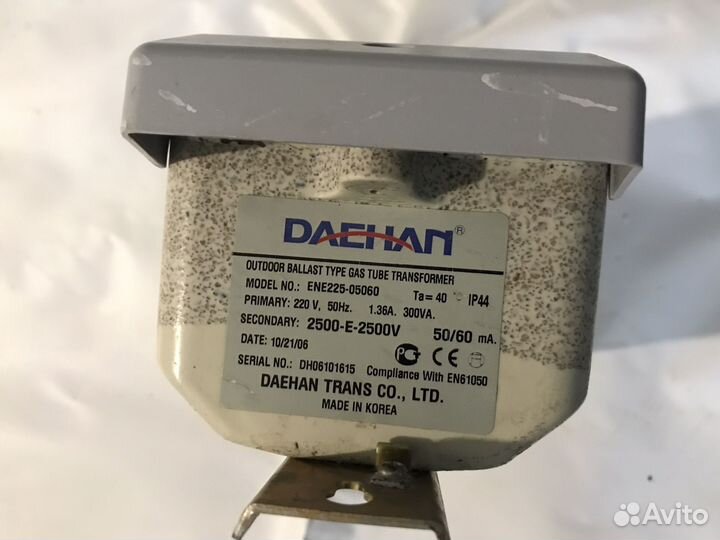 DAEHAN®
OUTDOOR BALLAST TYPE GAS TUBE TRANSFORMER
MODEL NO.: ENE225-05060 Ta= 40 °C IP44
PRIMARY: 220 V, 50Hz. 1.36A. 300VA.
SECONDARY: 2500-E-2500V 50/60 mA.
DATE: 10/21/06
SERIAL NO.: DH06101615 Compliance With EN61050
DAEHAN TRANS CO., LTD.
MADE IN KOREA
Avito